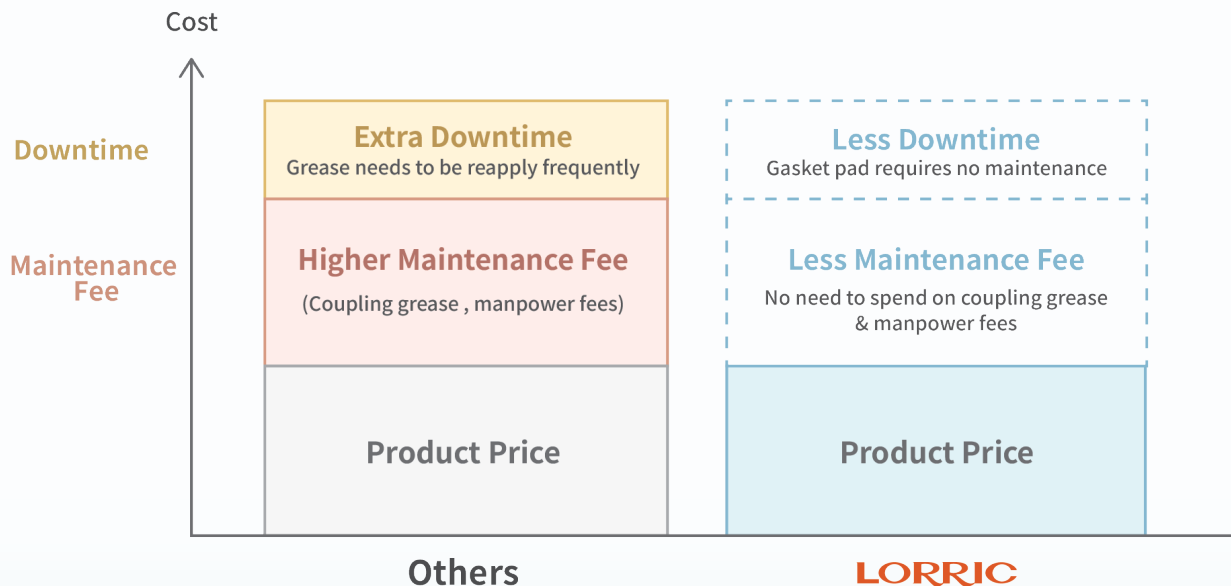 Cost
Downtime
Maintenance
Fee
Extra Downtime
Grease needs to be reapply frequently
Higher Maintenance Fee
(Coupling grease , manpower fees)
Product Price
Others
Less Downtime
Gasket pad requires no maintenance
Less Maintenance Fee
No need to spend on coupling grease
& manpower fees
Product Price
LORRIC